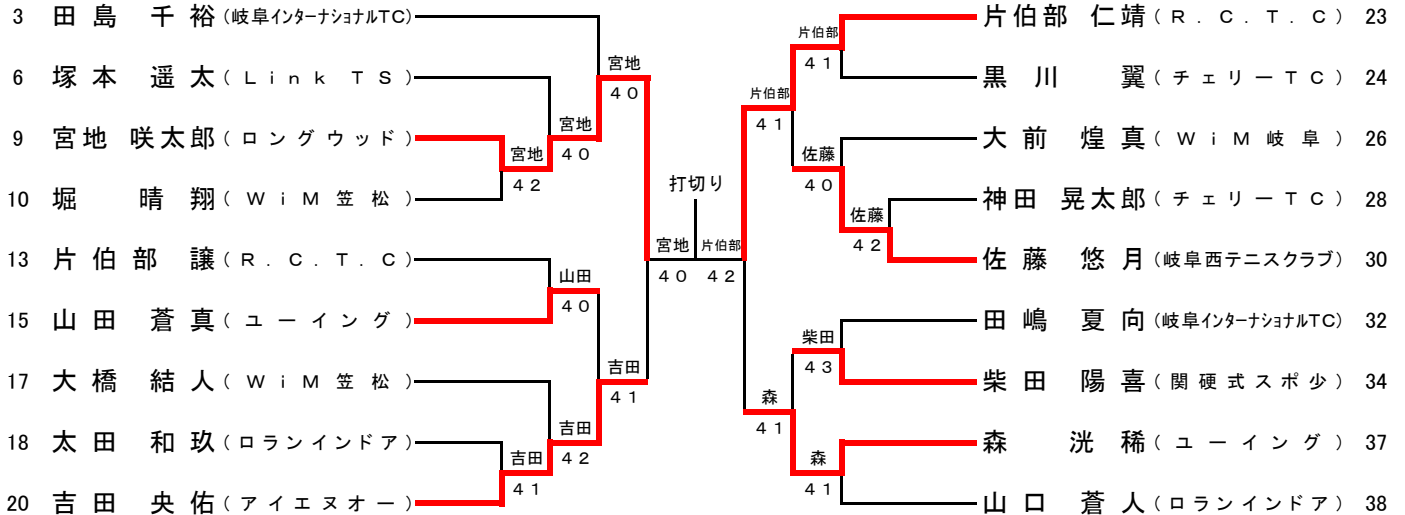 3 田島 千裕 (岐阜インターナショナルTC)
6 塚本 遥太 (Link TS)
9 宮地 咲太郎 (ロングウッド)
10 堀 晴翔 (WiM笠松)
13 片伯部 譲 (R.C.T.C)
15 山田 蒼真 (ユーイング)
17 大橋 結人 (WiM笠松)
18 太田 和玖 (ロランインドア)
20 吉田 央佑 (アイエヌオー)
宮地
42
宮地
40
宮地
40
山田
40
吉田
41
吉田
42
吉田
41
打切り
宮地
40
片伯部
42
片伯部
41
片伯部
41
佐藤
40
佐藤
42
柴田
43
森
41
森
41
片伯部 仁靖 (R.C.T.C) 23
黒川 翼 (チェリーTC) 24
大前 煌真 (WiM岐阜) 26
神田 晃太郎 (チェリーTC) 28
佐藤 悠月 (岐阜西テニスクラブ) 30
田嶋 夏向 (岐阜インターナショナルTC) 32
柴田 陽喜 (関硬式スポ少) 34
森 洸稀 (ユーイング) 37
山口 蒼人 (ロランインドア) 38